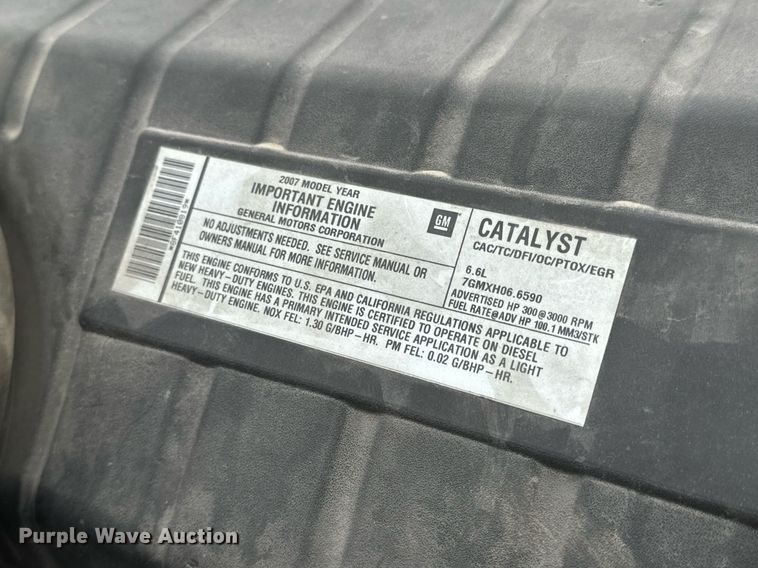 2007 MODEL YEAR
IMPORTANT ENGINE
INFORMATION
GENERAL MOTORS CORPORATION
GM
NO ADJUSTMENTS NEEDED. SEE SERVICE MANUAL OR
OWNERS MANUAL FOR MORE INFORMATION.
CATALYST
CAC/TC/DFI/OC/PTOX/EGR
6.6L
7GMXH06.6590
ADVERTISED HP 300@3000 RPM
FUEL RATE@ADV HP 100.1 MM3/STK
THIS ENGINE CONFORMS TO U.S. EPA AND CALIFORNIA REGULATIONS APPLICABLE TO
NEW HEAVY-DUTY ENGINES. THIS ENGINE IS CERTIFIED TO OPERATE ON DIESEL
FUEL. THIS ENGINE HAS A PRIMARY INTENDED SERVICE APPLICATION AS A LIGHT
HEAVY-DUTY ENGINE. NOX FEL: 1.30 G/BHP-HR. PM FEL: 0.02 G/BHP-HR.
Purple Wave Auction